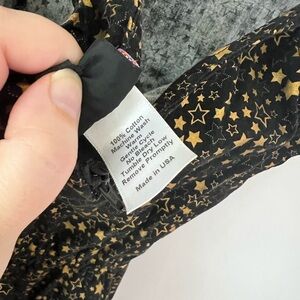 100% Cotton
Machine Wash
Warm
Gentle Cycle
No Bleach
Tumble Dry Low
Remove Promptly
Made in USA